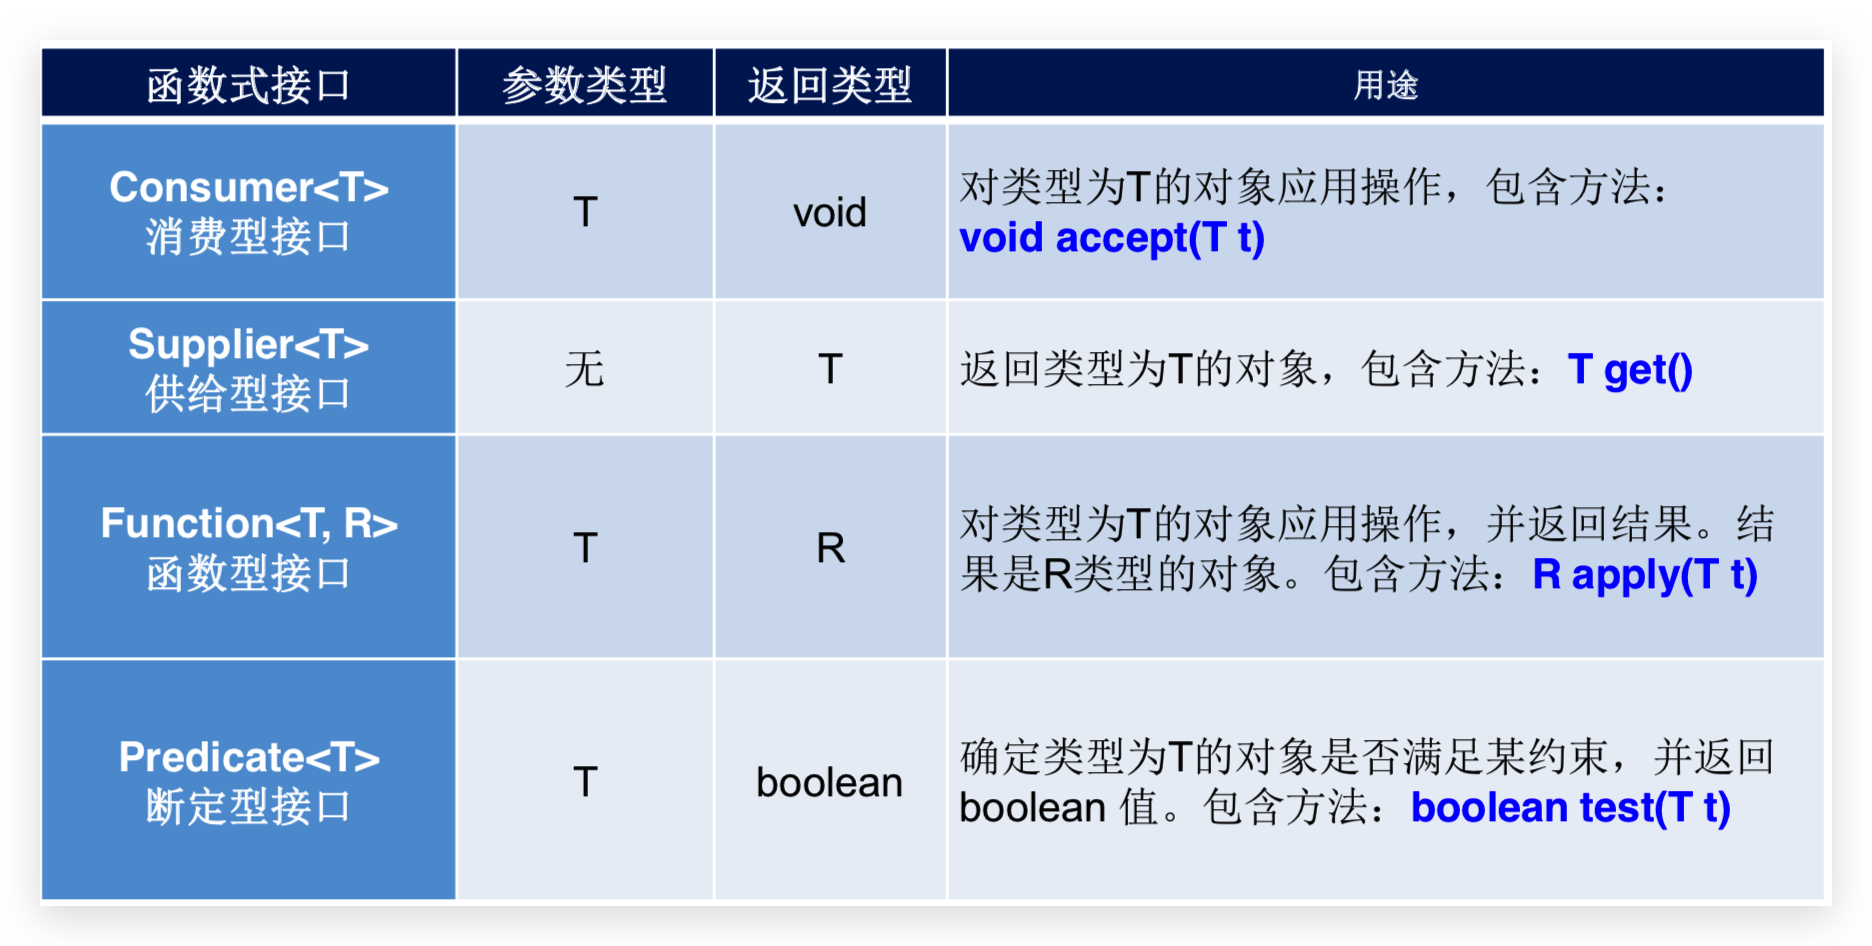 函数式接口
参数类型
返回类型
用途
Consumer<T>
消费型接口
T
void
对类型为T的对象应用操作，包含方法：
void accept(T t)
Supplier<T>
供给型接口
无
T
返回类型为T的对象，包含方法：T get()
Function<T, R>
函数型接口
T
R
对类型为T的对象应用操作，并返回结果。结
果是R类型的对象。包含方法：R apply(T t)
Predicate<T>
断定型接口
T
boolean
确定类型为T的对象是否满足某约束，并返回
boolean 值。包含方法：boolean test(T t)